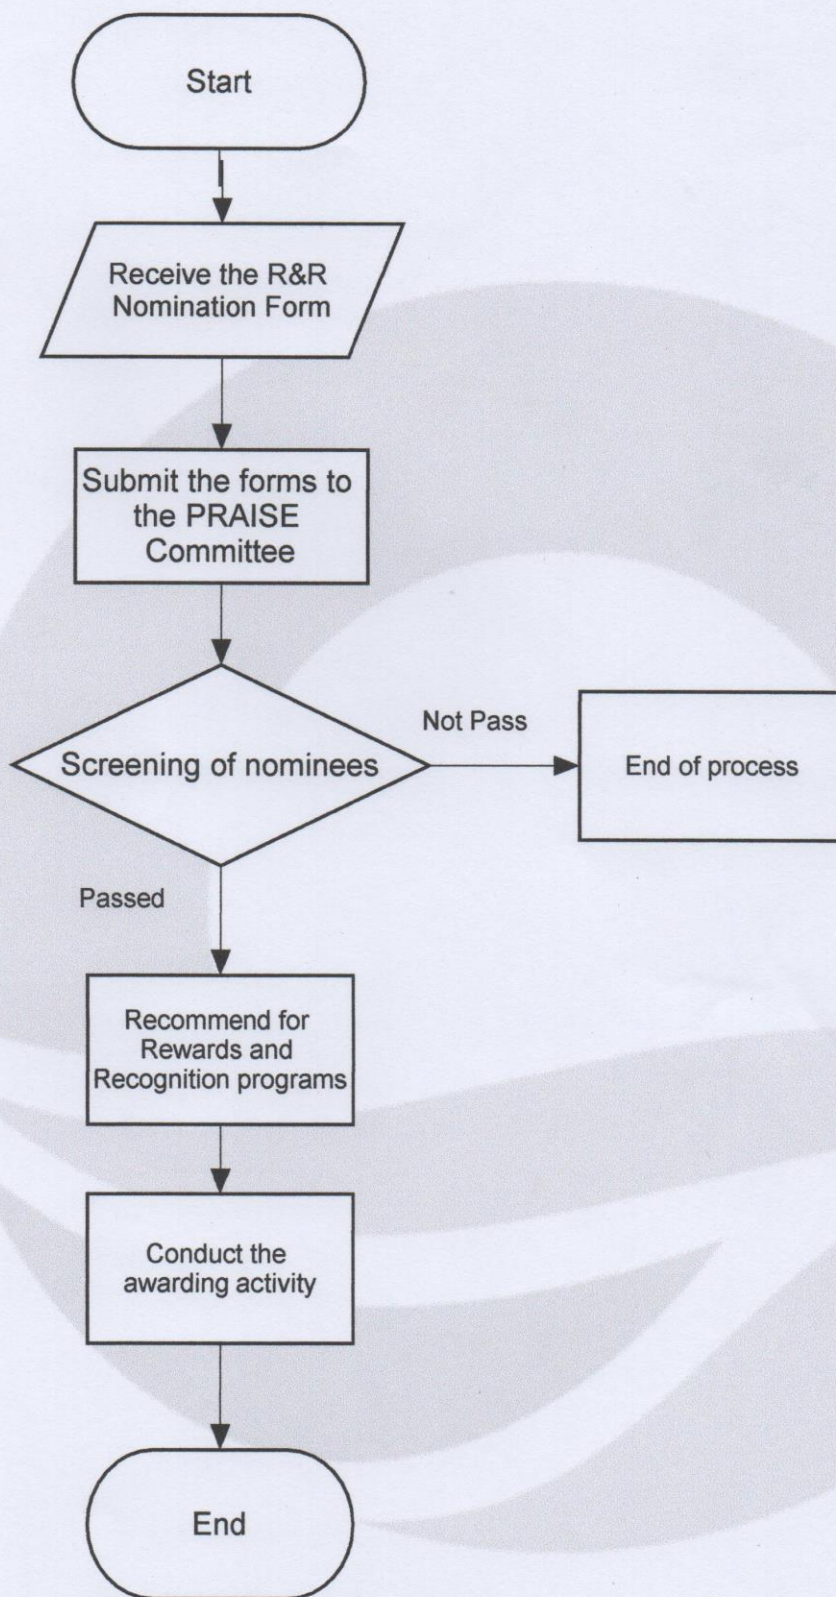 Start
Receive the R&R
Nomination Form
Submit the forms to
the PRAISE
Committee
Screening of nominees
Not Pass
End of process
Passed
Recommend for
Rewards and
Recognition programs
Conduct the
awarding activity
End